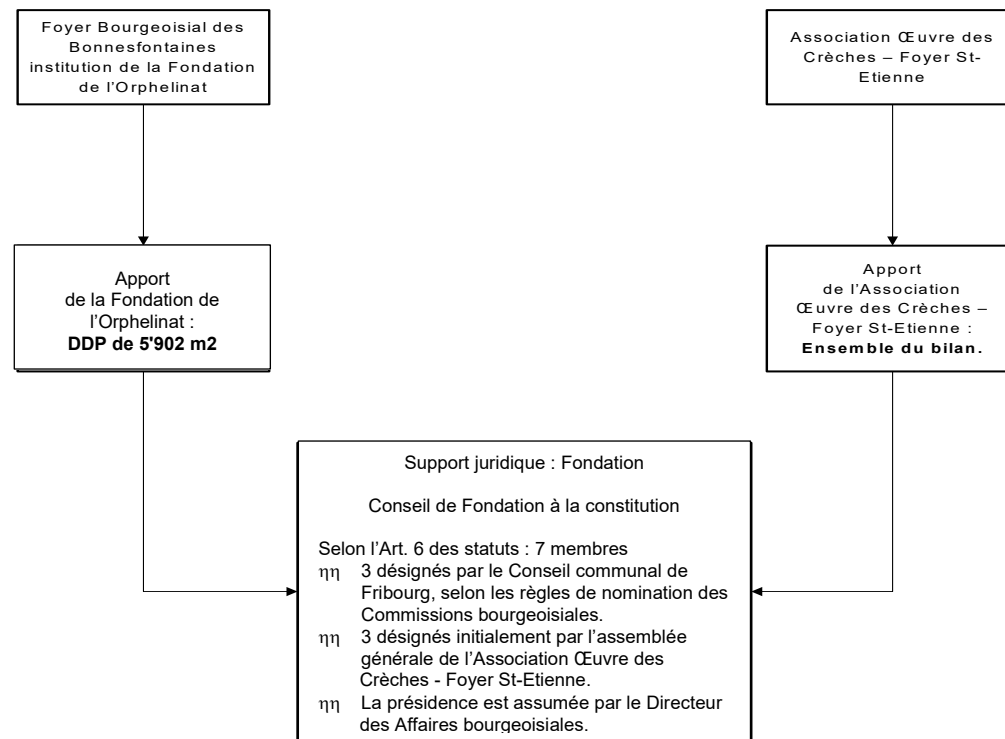 Foyer Bourgeoisial des
Bonnesfontaines
institution de la Fondation
de l'Orphelinat
Association Œuvre des
Crèches – Foyer St-
Etienne
Apport
de la Fondation de
l'Orphelinat :
DDP de 5'902 m2
Apport
de l'Association
Œuvre des Crèches –
Foyer St-Etienne :
Ensemble du bilan.
Support juridique : Fondation
Conseil de Fondation à la constitution
Selon l'Art. 6 des statuts : 7 membres
ηη 3 désignés par le Conseil communal de
Fribourg, selon les règles de nomination des
Commissions bourgeoisiales.
ηη 3 désignés initialement par l'assemblée
générale de l'Association Œuvre des
Crèches - Foyer St-Etienne.
ηη La présidence est assumée par le Directeur
des Affaires bourgeoisiales.